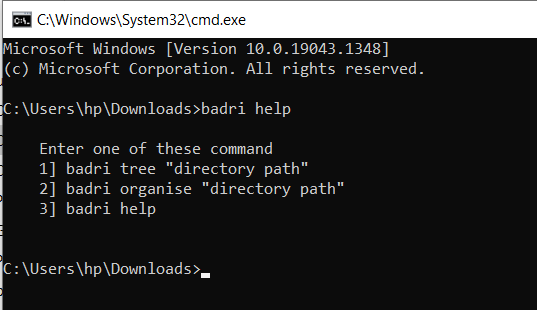 C:\Windows\System32\cmd.exe
Microsoft Windows [Version 10.0.19043.1348]
(c) Microsoft Corporation. All rights reserved.
C:\Users\hp\Downloads>badri help
Enter one of these command
1] badri tree "directory path"
2] badri organise "directory path"
3] badri help
C:\Users\hp\Downloads>